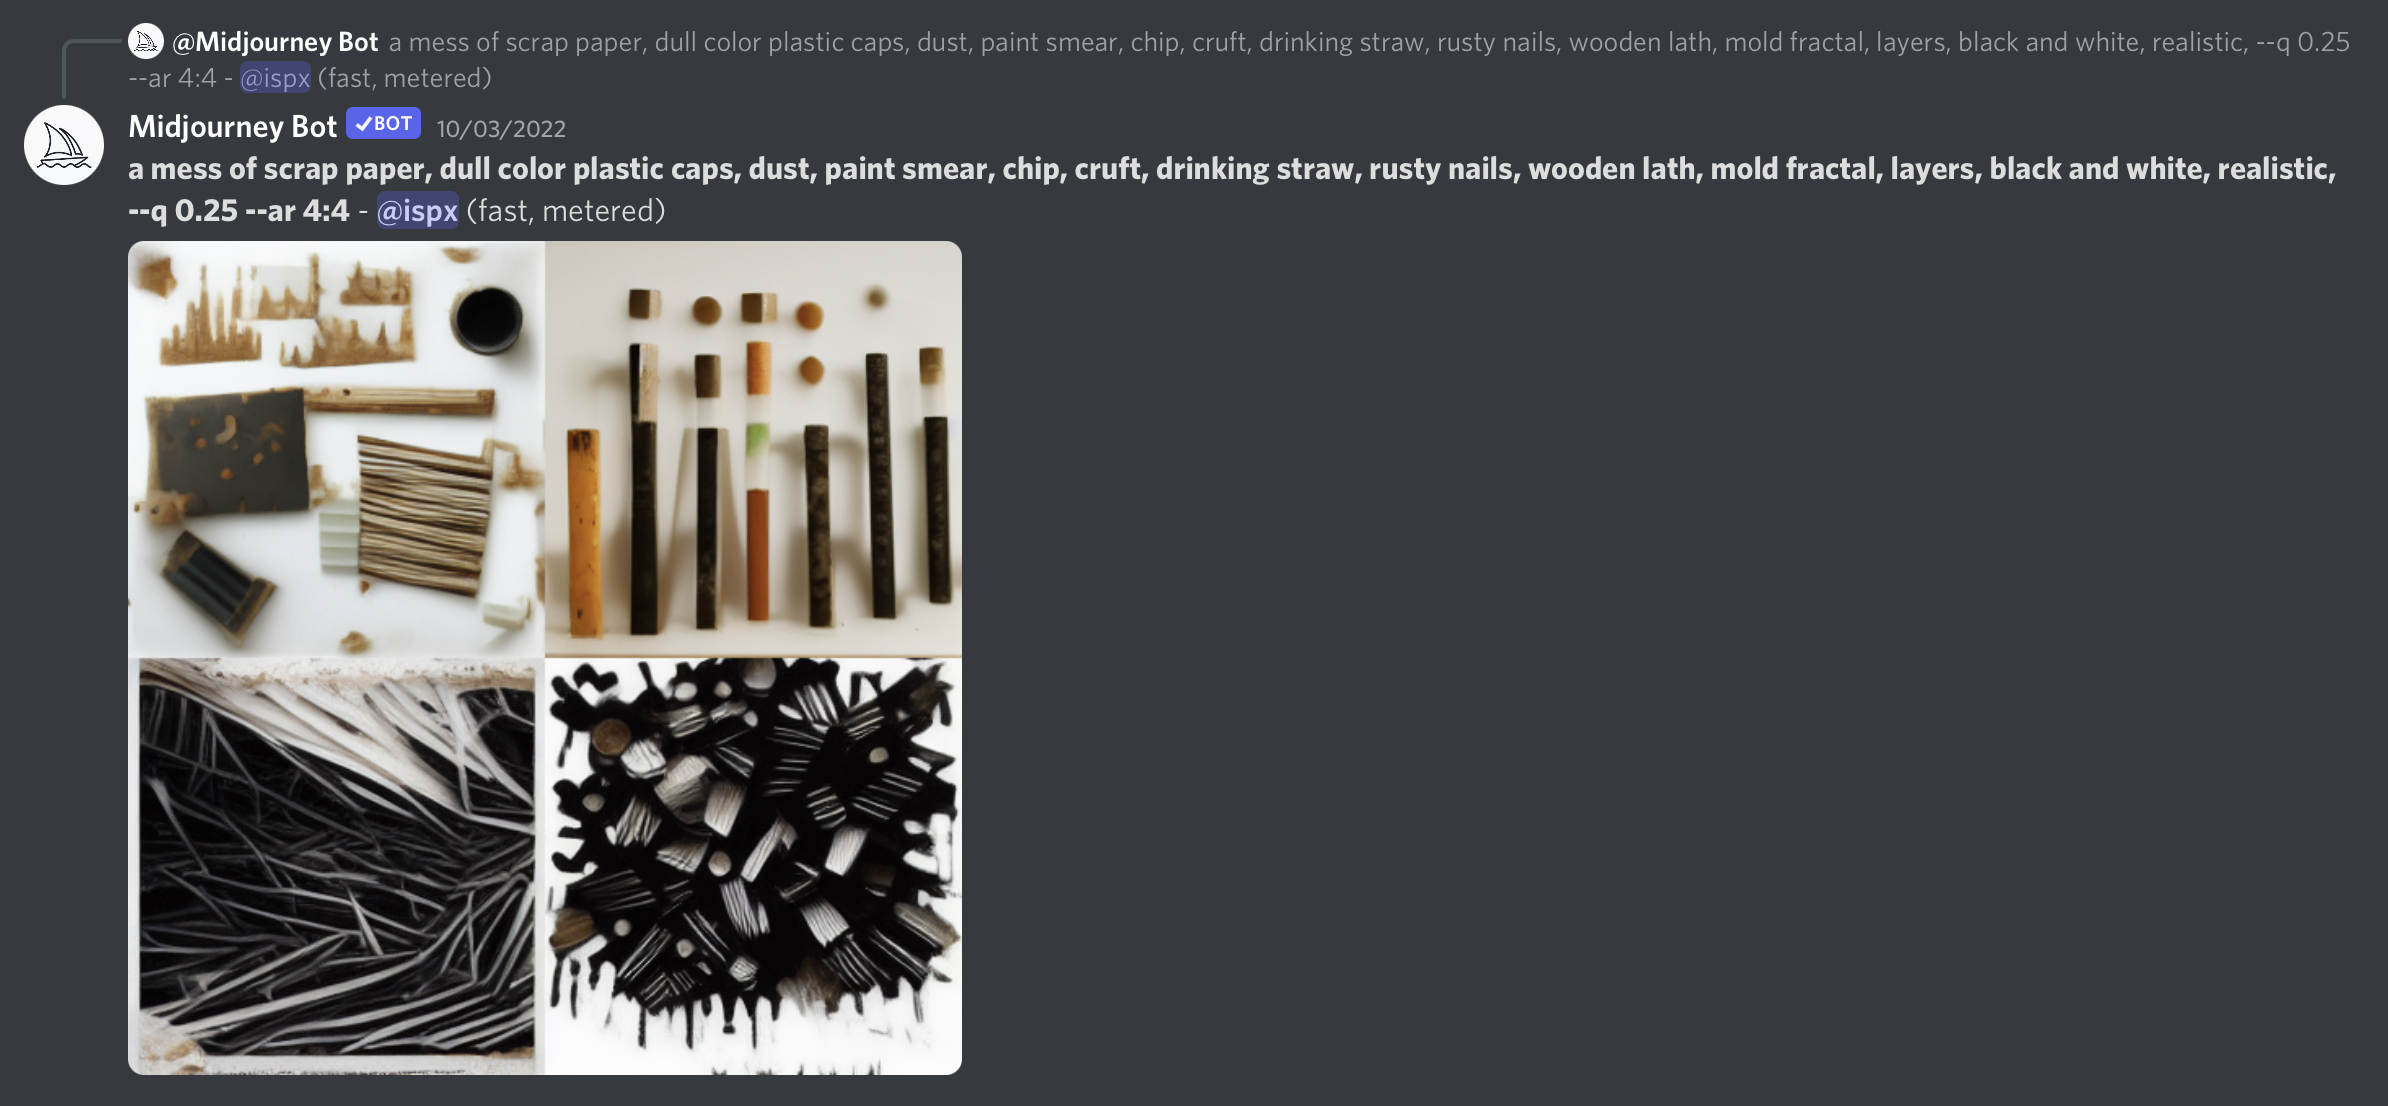 @Midjourney Bot a mess of scrap paper, dull color plastic caps, dust, paint smear, chip, cruft, drinking straw, rusty nails, wooden lath, mold fractal, layers, black and white, realistic, --q 0.25
--ar 4:4 - @ispx (fast, metered)
Midjourney Bot ✓BOT 10/03/2022
a mess of scrap paper, dull color plastic caps, dust, paint smear, chip, cruft, drinking straw, rusty nails, wooden lath, mold fractal, layers, black and white, realistic,
--q 0.25 --ar 4:4 - @ispx (fast, metered)